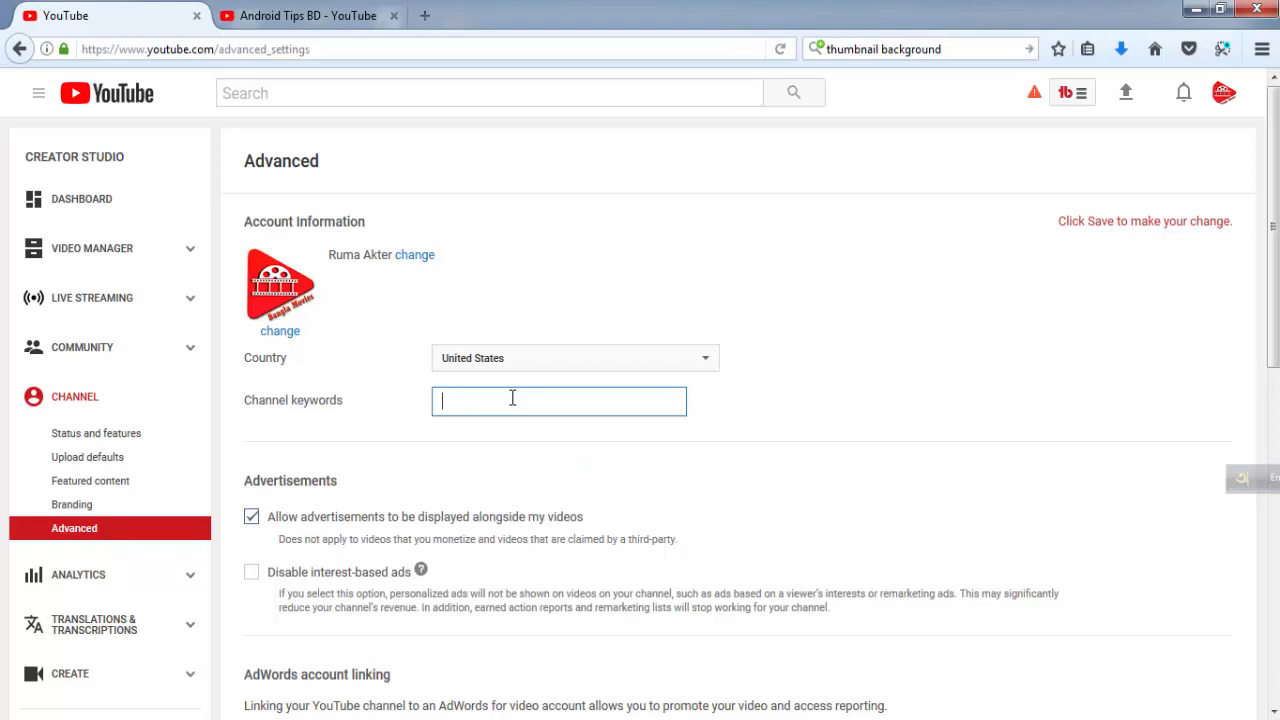 YouTube
Android Tips BD - YouTube
https://www.youtube.com/advanced_settings
thumbnail background
YouTube
Search
CREATOR STUDIO
DASHBOARD
VIDEO MANAGER
LIVE STREAMING
COMMUNITY
CHANNEL
Status and features
Upload defaults
Featured content
Branding
Advanced
ANALYTICS
TRANSLATIONS &
TRANSCRIPTIONS
CREATE
Advanced
Account Information
Click Save to make your change.
Ruma Akter change
Bangla Movies
change
Country
United States
Channel keywords
Advertisements
Allow advertisements to be displayed alongside my videos
Does not apply to videos that you monetize and videos that are claimed by a third-party.
Disable interest-based ads ?
If you select this option, personalized ads will not be shown on videos on your channel, such as ads based on a viewer's interests or remarketing ads. This may significantly
reduce your channel's revenue. In addition, earned action reports and remarketing lists will stop working for your channel.
AdWords account linking
Linking your YouTube channel to an AdWords for video account allows you to promote your video and access reporting.